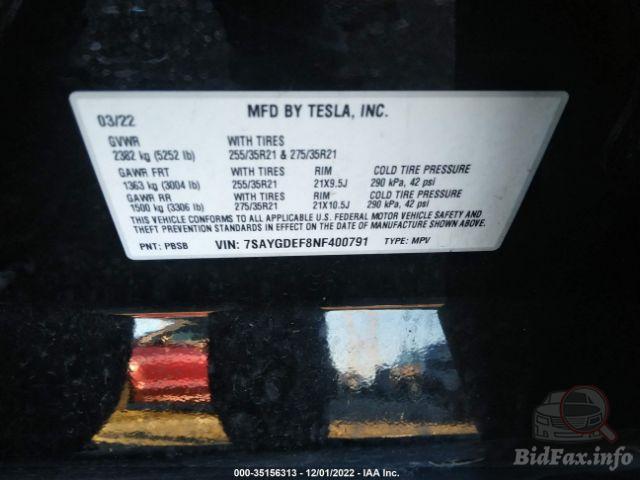 03/22 MFD BY TESLA, INC.
GVWR WITH TIRES
2382 kg (5252 lb) 255/35R21 & 275/35R21
GAWR FRT WITH TIRES RIM COLD TIRE PRESSURE
1363 kg (3004 lb) 255/35R21 21X9.5J 290 kPa, 42 psi
GAWR RR WITH TIRES RIM COLD TIRE PRESSURE
1500 kg (3306 lb) 275/35R21 21X10.5J 290 kPa, 42 psi
THIS VEHICLE CONFORMS TO ALL APPLICABLE U.S. FEDERAL MOTOR VEHICLE SAFETY AND
THEFT PREVENTION STANDARDS IN EFFECT ON THE DATE OF MANUFACTURE SHOWN ABOVE.
PNT: PBSB VIN: 7SAYGDEF8NF400791 TYPE: MPV
000-35156313 - 12/01/2022 - IAA Inc.
BidFax.info